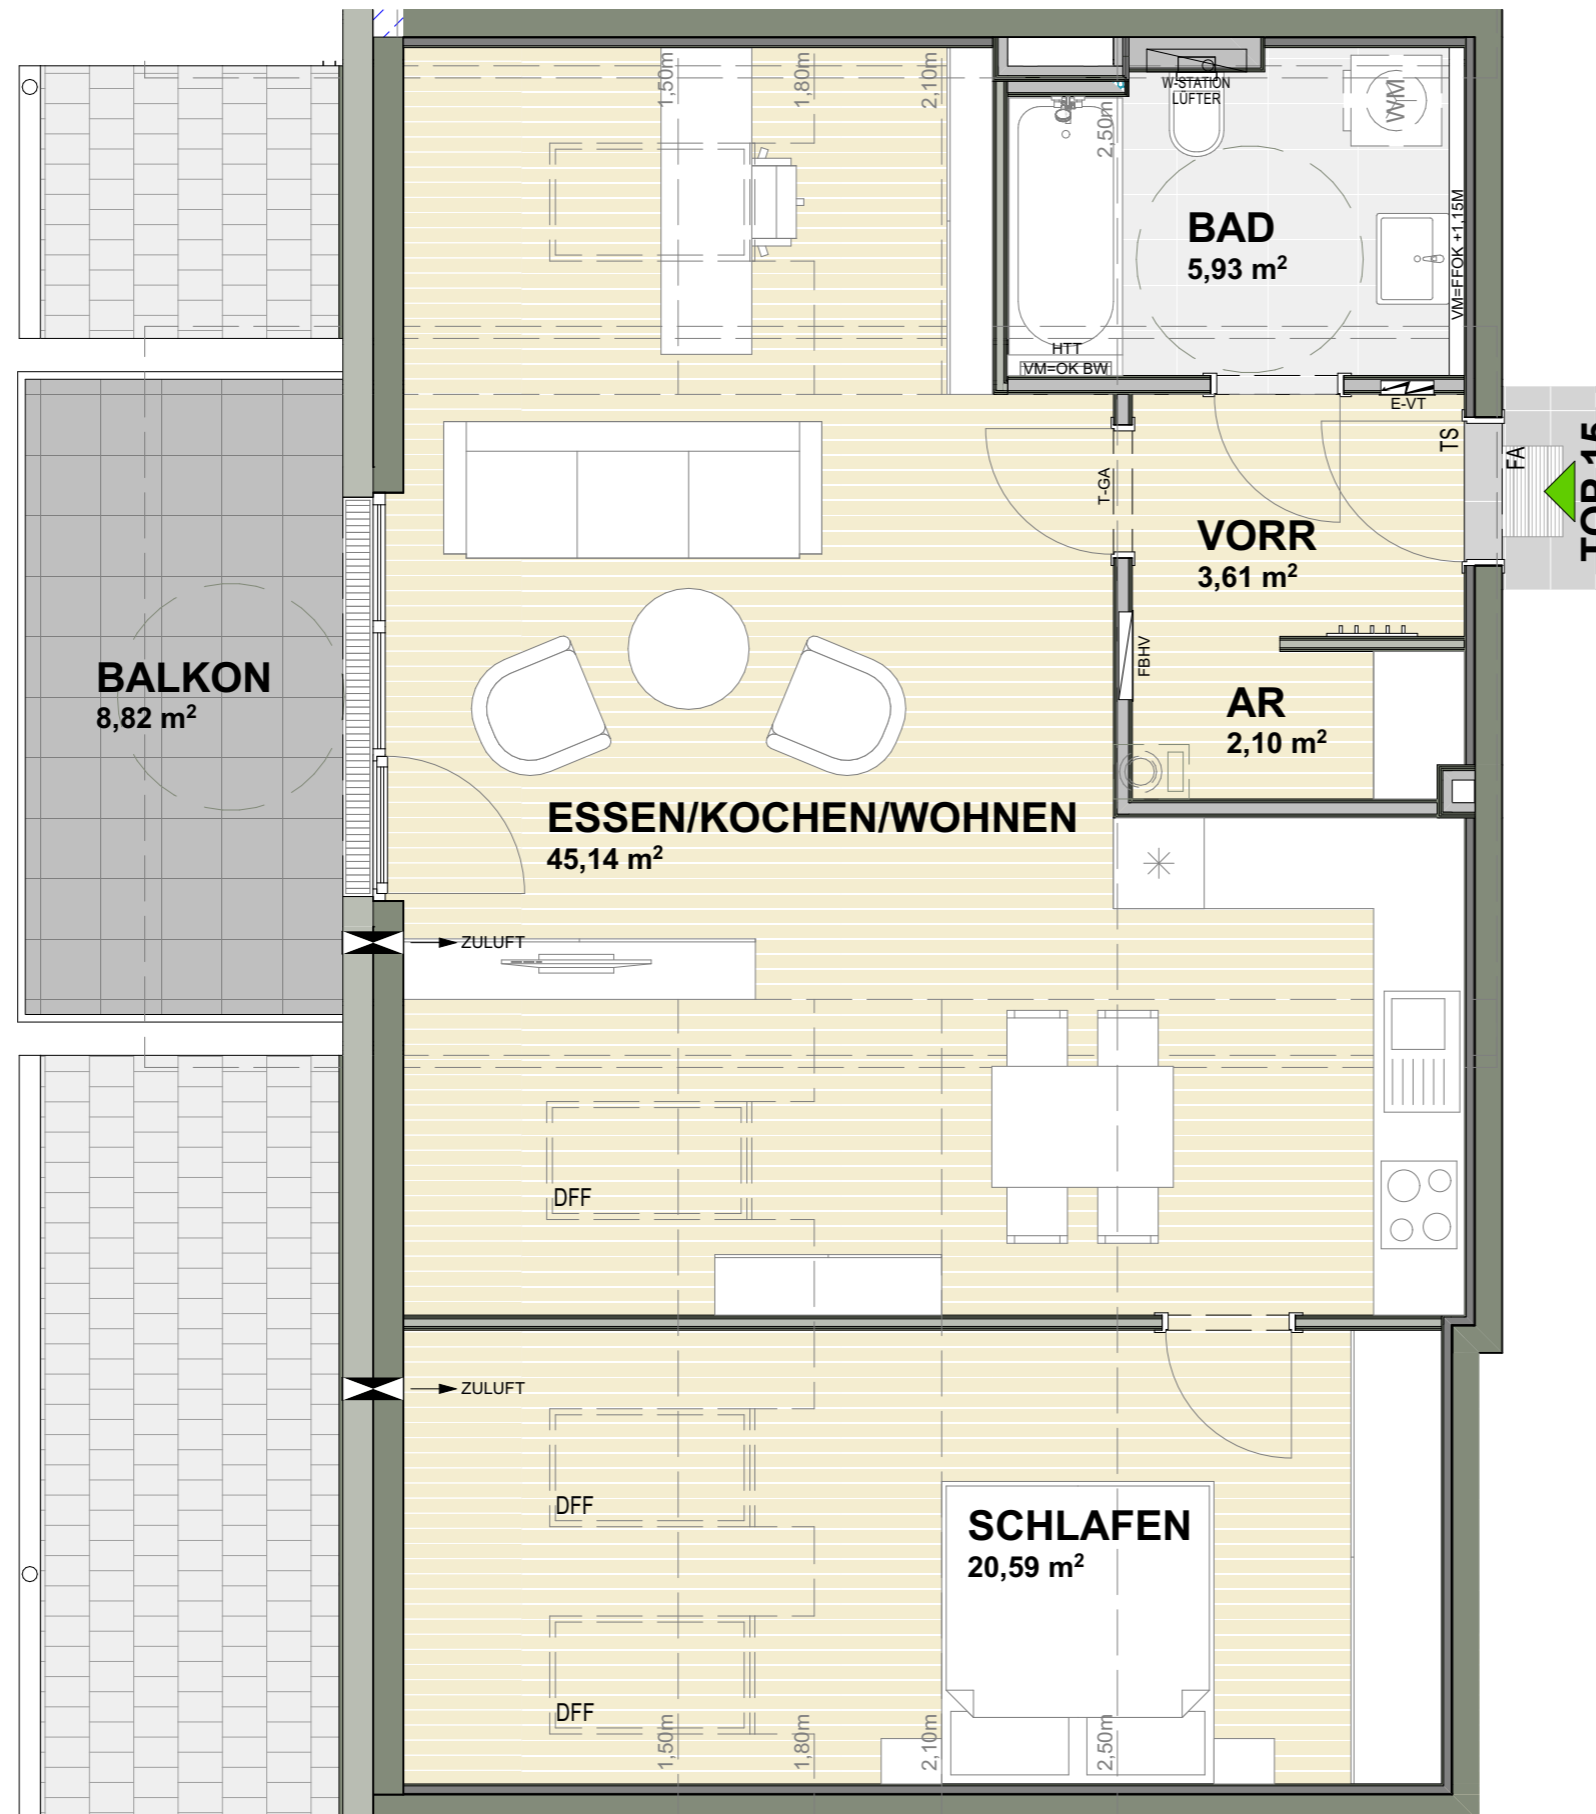 1,50m
1,80m
2,10m
2,50m
W-STATION
LÜFTER
WM
BAD
5,93 m²
VM=FFOK +1,15M
HTT
VM=OK BW
E-VT
TS
FA
TOP 15
T-GA
VORR
3,61 m²
FBHV
AR
2,10 m²
BALKON
8,82 m²
ESSEN/KOCHEN/WOHNEN
45,14 m²
ZULUFT
DFF
ZULUFT
DFF
SCHLAFEN
20,59 m²
DFF
1,50m
1,80m
2,10m
2,50m